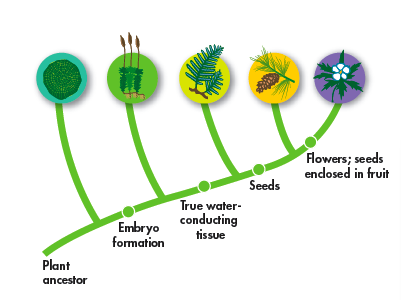 Plant
ancestor
Embryo
formation
True water-
conducting
tissue
Seeds
Flowers; seeds
enclosed in fruit